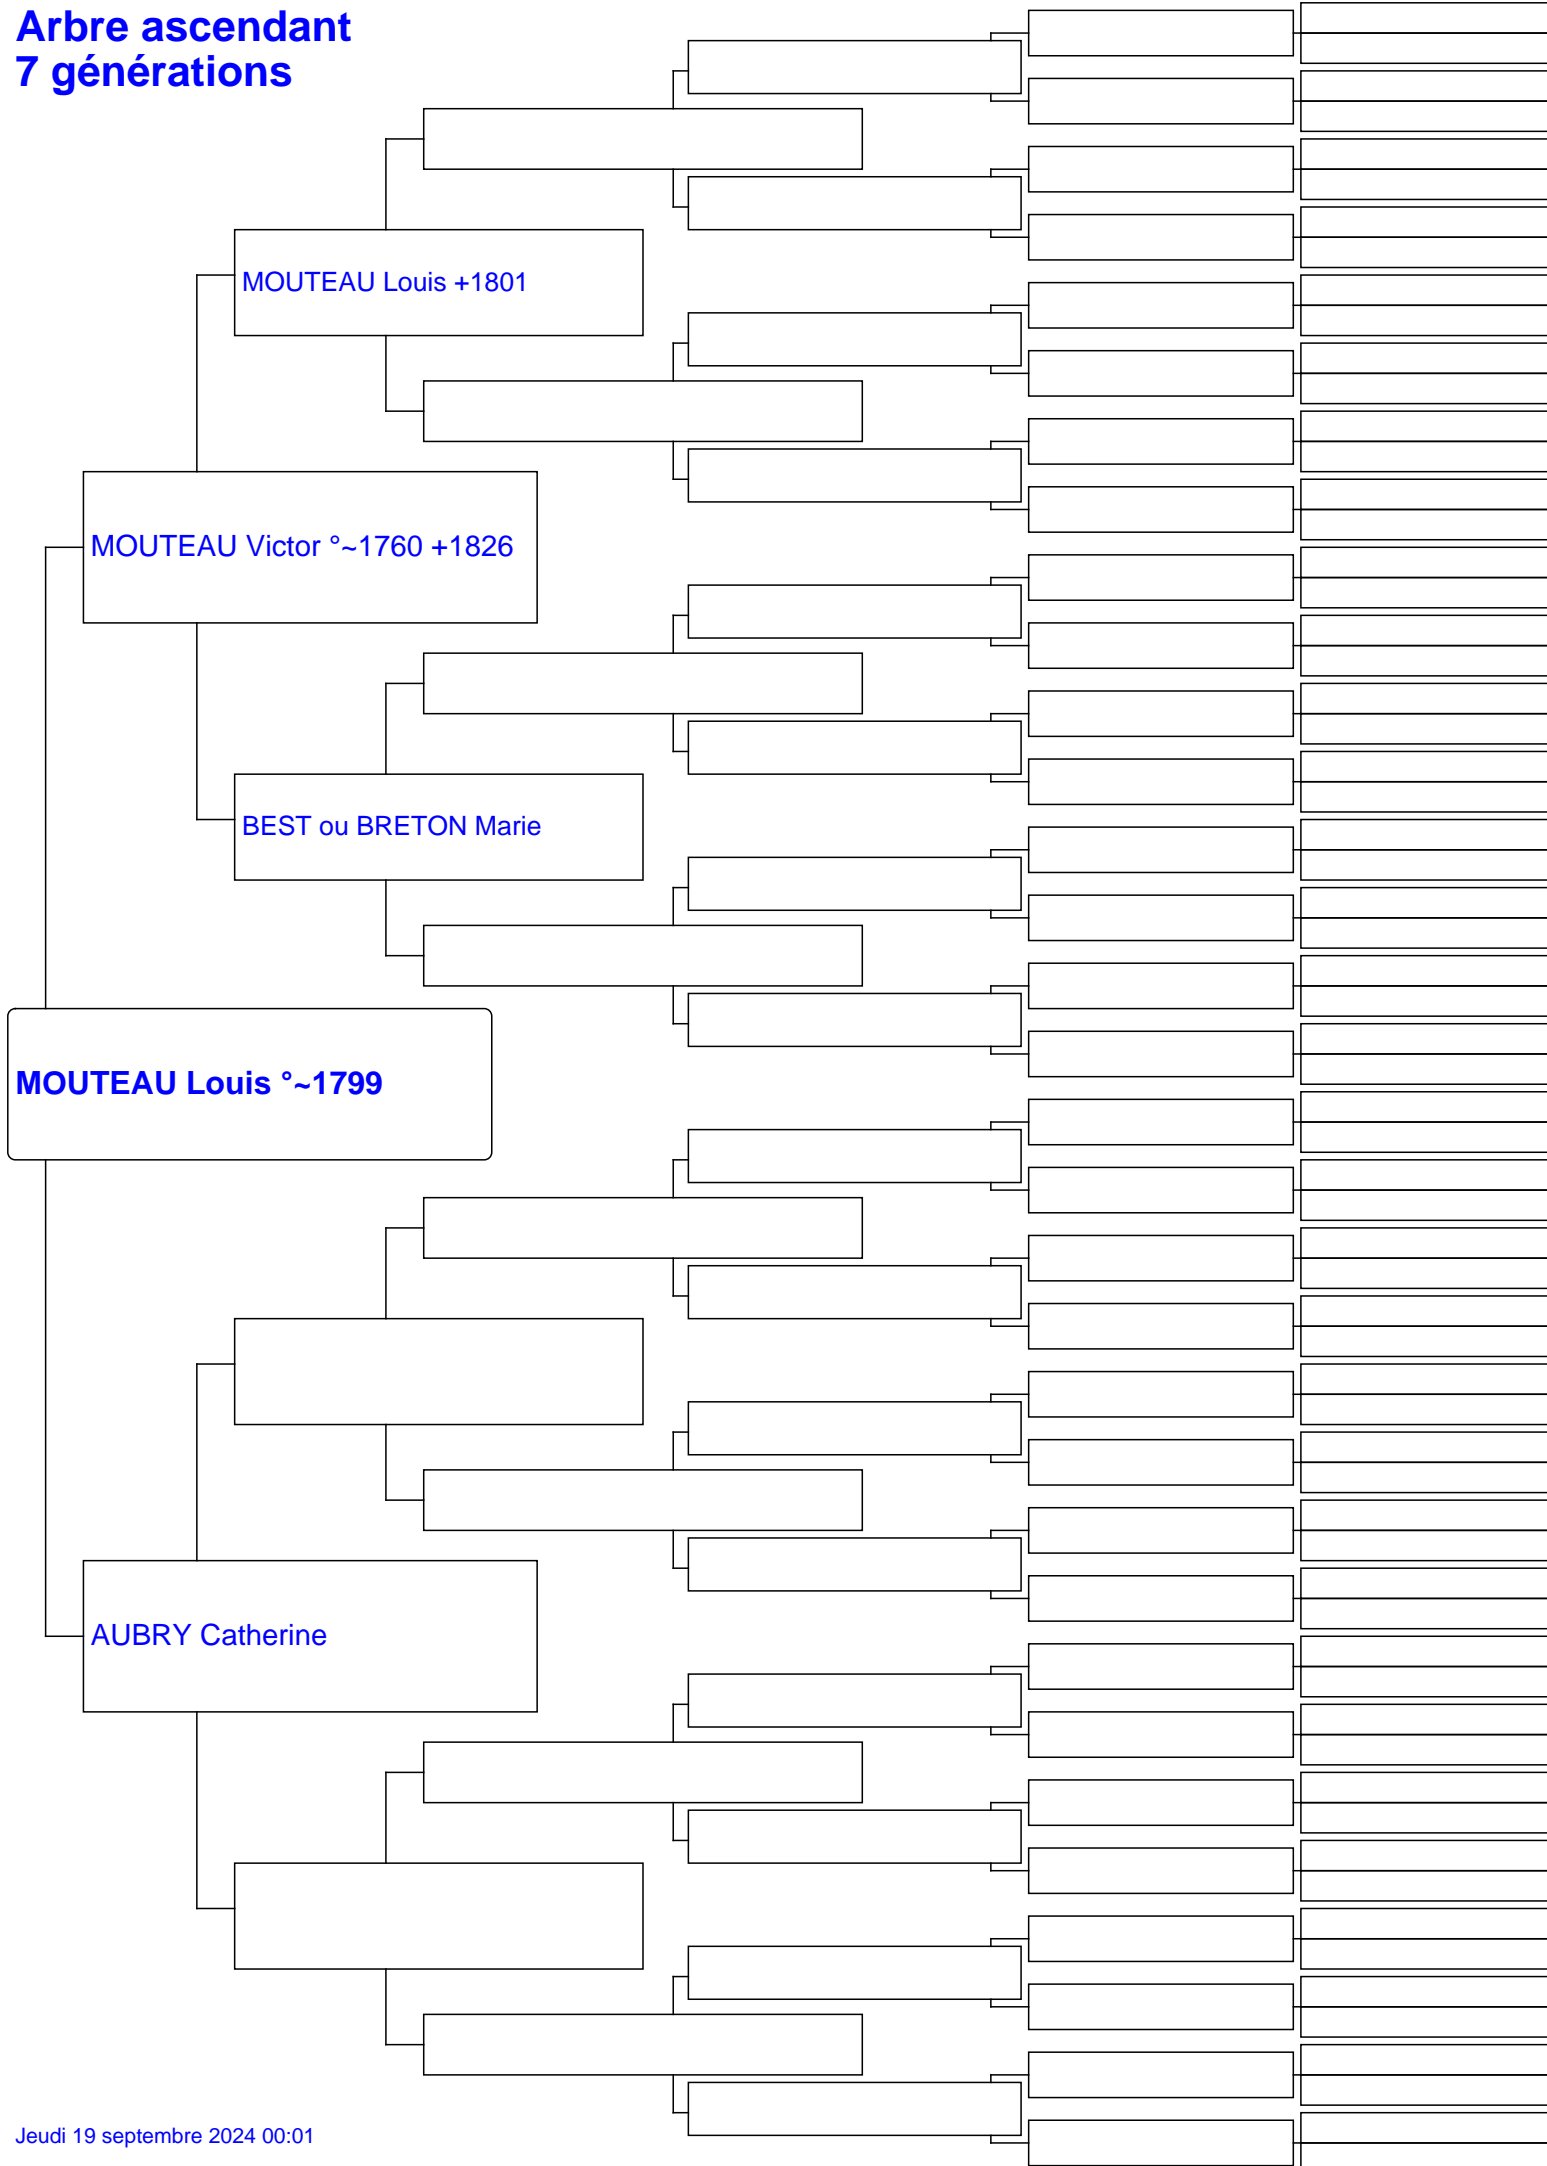 Arbre ascendant
7 générations
MOUTEAU Louis +1801
MOUTEAU Victor °~1760 +1826
BEST ou BRETON Marie
MOUTEAU Louis °~1799
AUBRY Catherine
Jeudi 19 septembre 2024 00:01